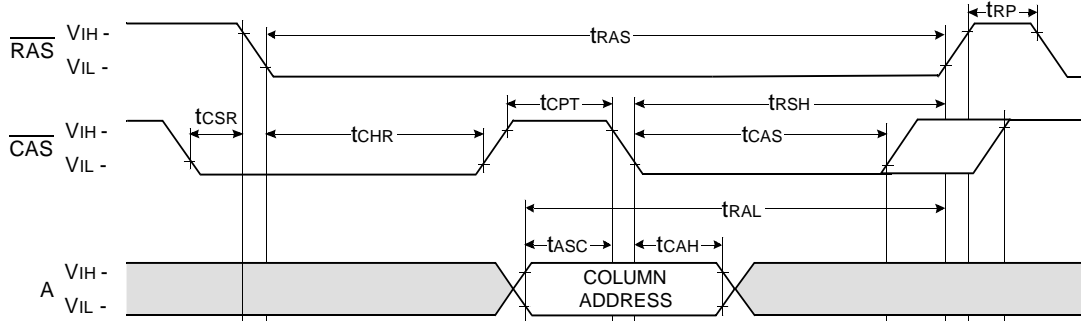 tRP
RAS VIH -
VIL -
tRAS
tCSR
tCPT
tRSH
CAS VIH -
VIL -
tCHR
tCAS
tRAL
tASC
tCAH
A VIH -
VIL -
COLUMN
ADDRESS